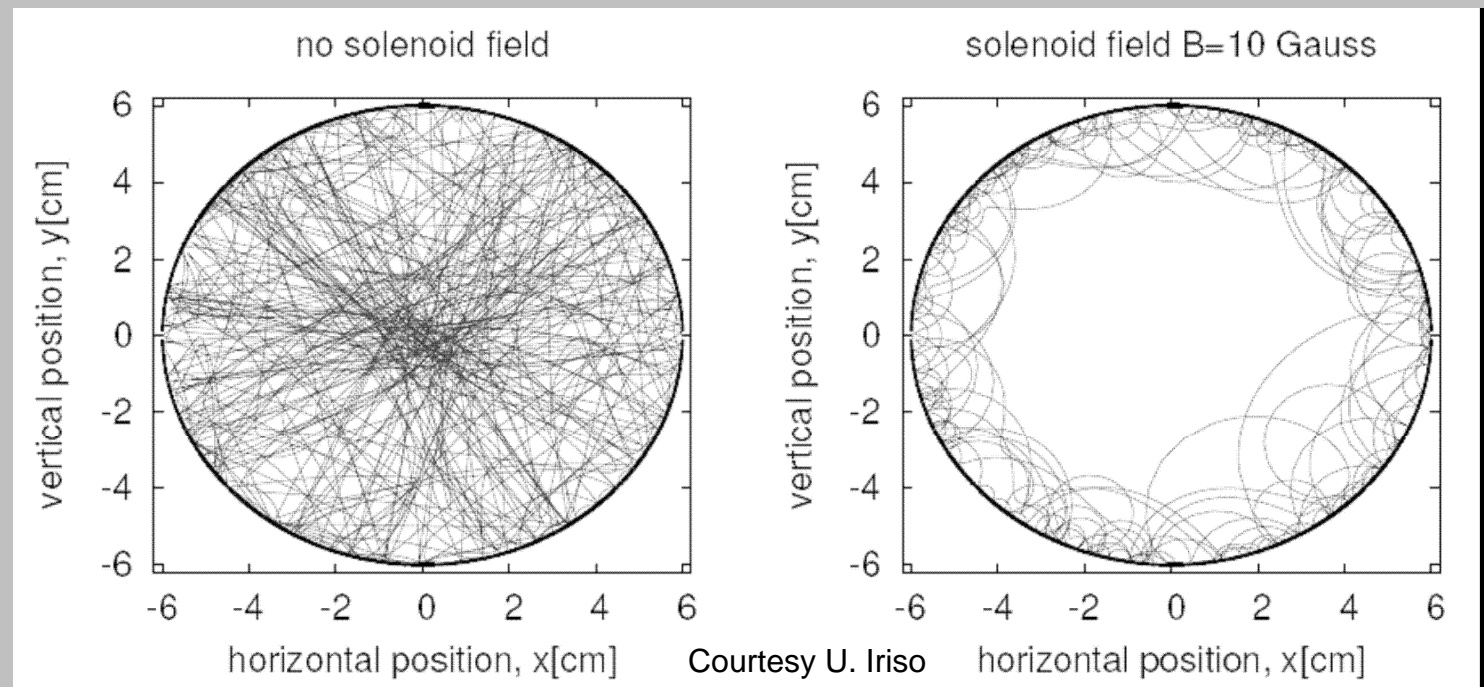 no solenoid field
6
4
2
0
-2
-4
-6
vertical position, y[cm]
-6 -4 -2 0 2 4 6
horizontal position, x[cm]
solenoid field B=10 Gauss
6
4
2
0
-2
-4
-6
vertical position, y[cm]
-6 -4 -2 0 2 4 6
horizontal position, x[cm]
Courtesy U. Iriso